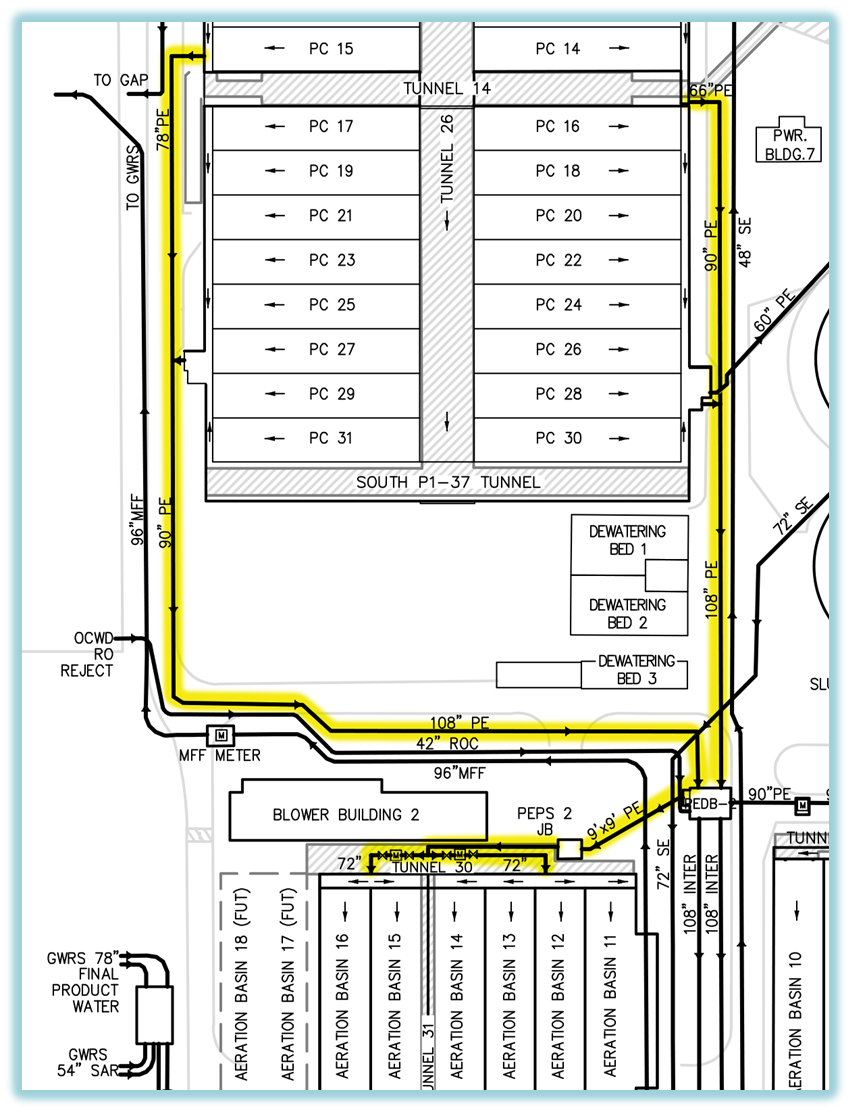 PC 15
PC 14
TO GAP
TUNNEL 14
66"PE
78"PE
PC 17
TUNNEL 26
PC 16
PWR.
BLDG.7
TO GWRS
PC 19
PC 18
PC 21
PC 20
90" PE
48" SE
PC 23
PC 22
PC 25
PC 24
60" PE
PC 27
PC 26
PC 29
PC 28
PC 31
PC 30
SOUTH P1-37 TUNNEL
96"MFF
90" PE
DEWATERING
BED 1
72" SE
DEWATERING
BED 2
108" PE
OCWD
RO
REJECT
DEWATERING
BED 3
108" PE
42" ROC
MFF METER
M
96"MFF
BLOWER BUILDING 2
PEPS 2
JB
9'x9' PE
PEDB-2
90"PE
M
72"
M
M
72"
TUNNEL 30
72" SE
108" INTER
108" INTER
AERATION BASIN 18 (FUT)
AERATION BASIN 17 (FUT)
AERATION BASIN 16
AERATION BASIN 15
AERATION BASIN 14
AERATION BASIN 13
AERATION BASIN 12
AERATION BASIN 11
AERATION BASIN 10
GWRS 78"
FINAL
PRODUCT
WATER
GWRS
54" SAR